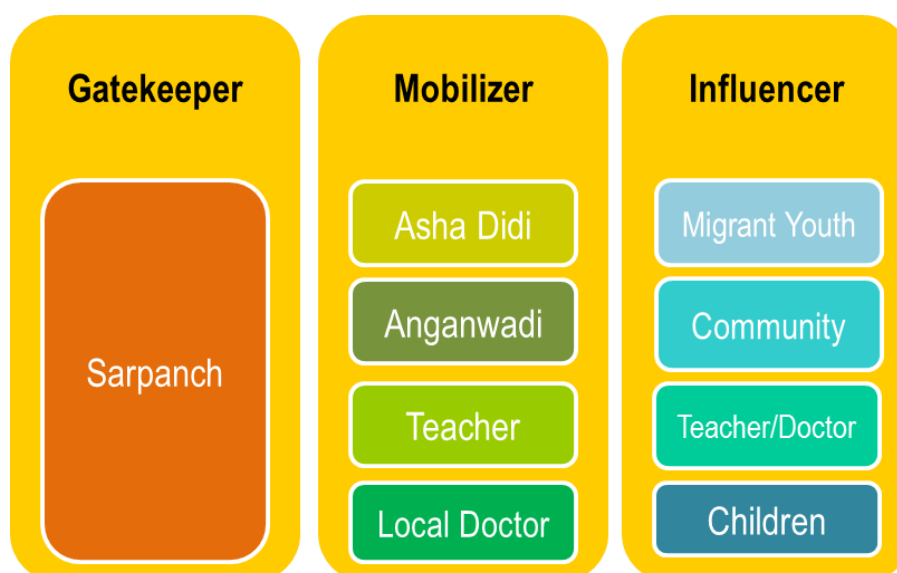 Gatekeeper
Sarpanch
Mobilizer
Asha Didi
Anganwadi
Teacher
Local Doctor
Influencer
Migrant Youth
Community
Teacher/Doctor
Children